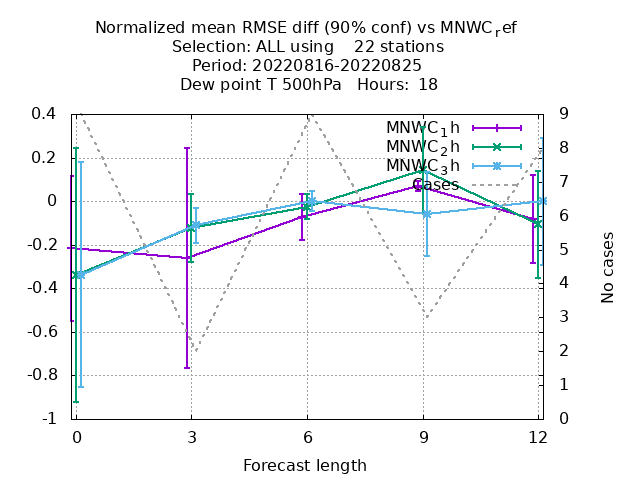 Normalized mean RMSE diff (90% conf) vs MNWC_ref
Selection: ALL using    22 stations
Period: 20220816-20220825
Dew point T 500hPa   Hours:  18
MNWC_1h
MNWC_2h
MNWC_3h
Cases
0.4
0.2
0
-0.2
-0.4
-0.6
-0.8
-1
9
8
7
6
5
4
3
2
1
0
No cases
0
3
6
9
12
Forecast length